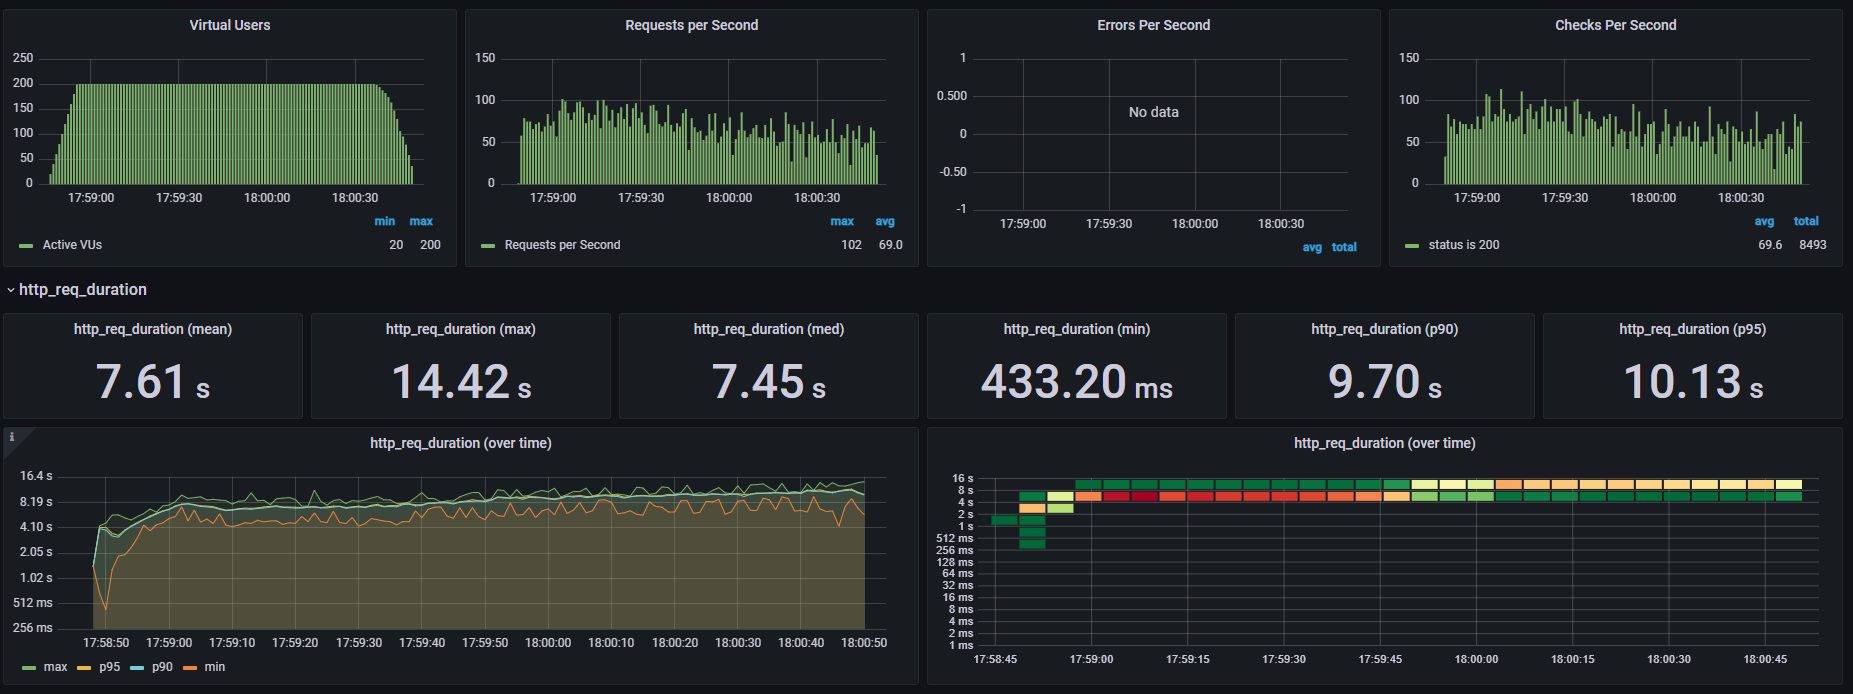 Virtual Users
250
200
150
100
50
0
17:59:00 17:59:30 18:00:00 18:00:30
min max
Active VUs 20 200
Requests per Second
150
100
50
0
17:59:00 17:59:30 18:00:00 18:00:30
max avg
Requests per Second 102 69.0
Errors Per Second
1
0.500
0
-0.50
-1
No data
17:59:00 17:59:30 18:00:00 18:00:30
avg total
Checks Per Second
150
100
50
0
17:59:00 17:59:30 18:00:00 18:00:30
avg total
status is 200 69.6 8493
http_req_duration
http_req_duration (mean)
7.61 s
http_req_duration (max)
14.42 s
http_req_duration (med)
7.45 s
http_req_duration (min)
433.20 ms
http_req_duration (p90)
9.70 s
http_req_duration (p95)
10.13 s
i
http_req_duration (over time)
16.4 s
8.19 s
4.10 s
2.05 s
1.02 s
512 ms
256 ms
17:58:50 17:59:00 17:59:10 17:59:20 17:59:30 17:59:40 17:59:50 18:00:00 18:00:10 18:00:20 18:00:30 18:00:40 18:00:50
max p95 p90 min
http_req_duration (over time)
16 s
8 s
4 s
2 s
1 s
512 ms
256 ms
128 ms
64 ms
32 ms
16 ms
8 ms
4 ms
2 ms
1 ms
17:58:45 17:59:00 17:59:15 17:59:30 17:59:45 18:00:00 18:00:15 18:00:30 18:00:45